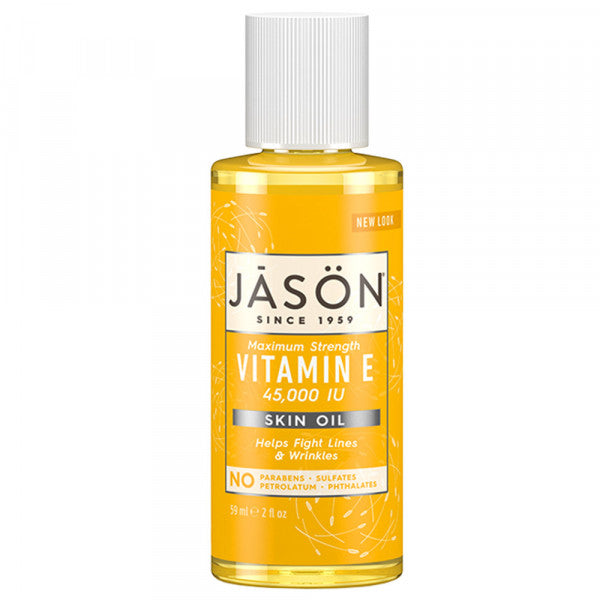 NEW LOOK
JĀSÖN®
SINCE 1959
Maximum Strength
VITAMIN E
45,000 IU
SKIN OIL
Helps Fight Lines
& Wrinkles
NO PARABENS • SULFATES
PETROLATUM • PHTHALATES
59 ml ℮ 2 fl oz